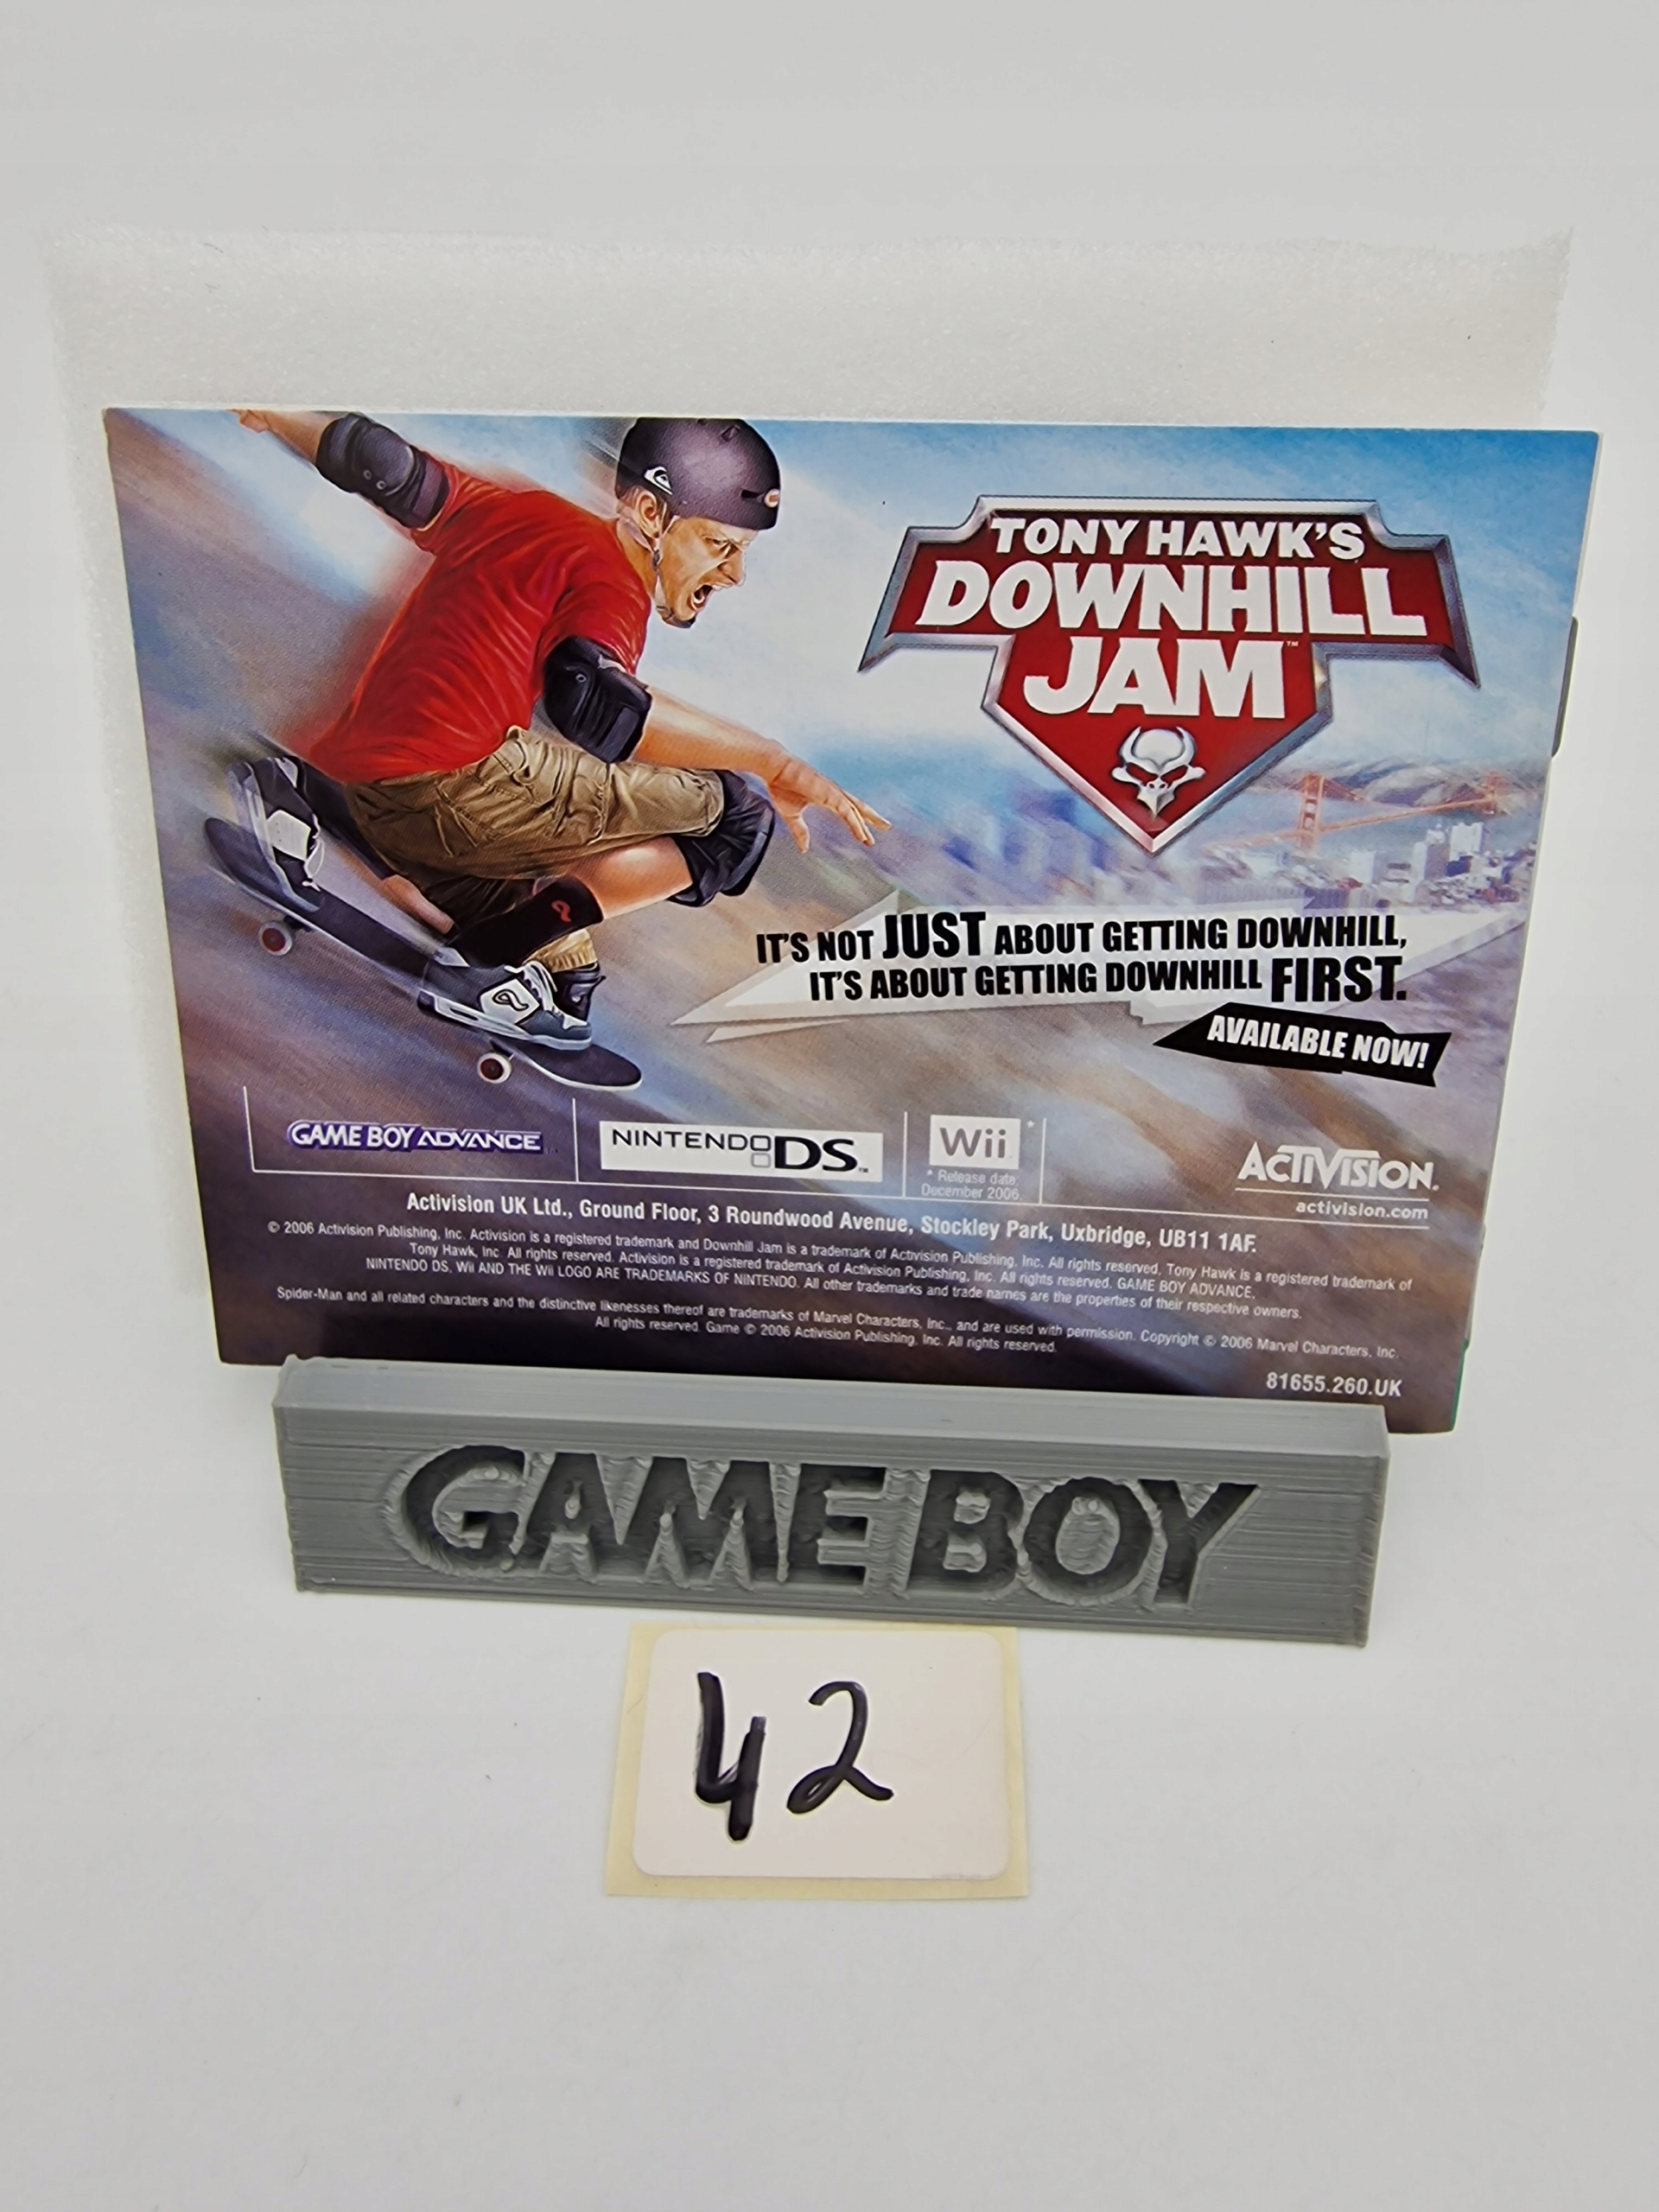 TONY HAWK'S
DOWNHILL
JAM™
IT'S NOT JUST ABOUT GETTING DOWNHILL,
IT'S ABOUT GETTING DOWNHILL FIRST.
AVAILABLE NOW!
GAME BOY ADVANCE
NINTENDO DS™
Wii *
* Release date:
December 2006.
ACTIVISION®
activision.com
Activision UK Ltd., Ground Floor, 3 Roundwood Avenue, Stockley Park, Uxbridge, UB11 1AF.
© 2006 Activision Publishing, Inc. Activision is a registered trademark and Downhill Jam is a trademark of Activision Publishing, Inc. All rights reserved. Tony Hawk is a registered trademark of
Tony Hawk, Inc. All rights reserved. Activision is a registered trademark of Activision Publishing, Inc. All rights reserved. GAME BOY ADVANCE,
NINTENDO DS, Wii AND THE Wii LOGO ARE TRADEMARKS OF NINTENDO. All other trademarks and trade names are the properties of their respective owners.
Spider-Man and all related characters and the distinctive likenesses thereof are trademarks of Marvel Characters, Inc., and are used with permission. Copyright © 2006 Marvel Characters, Inc.
All rights reserved. Game © 2006 Activision Publishing, Inc. All rights reserved.
81655.260.UK
GAME BOY
42